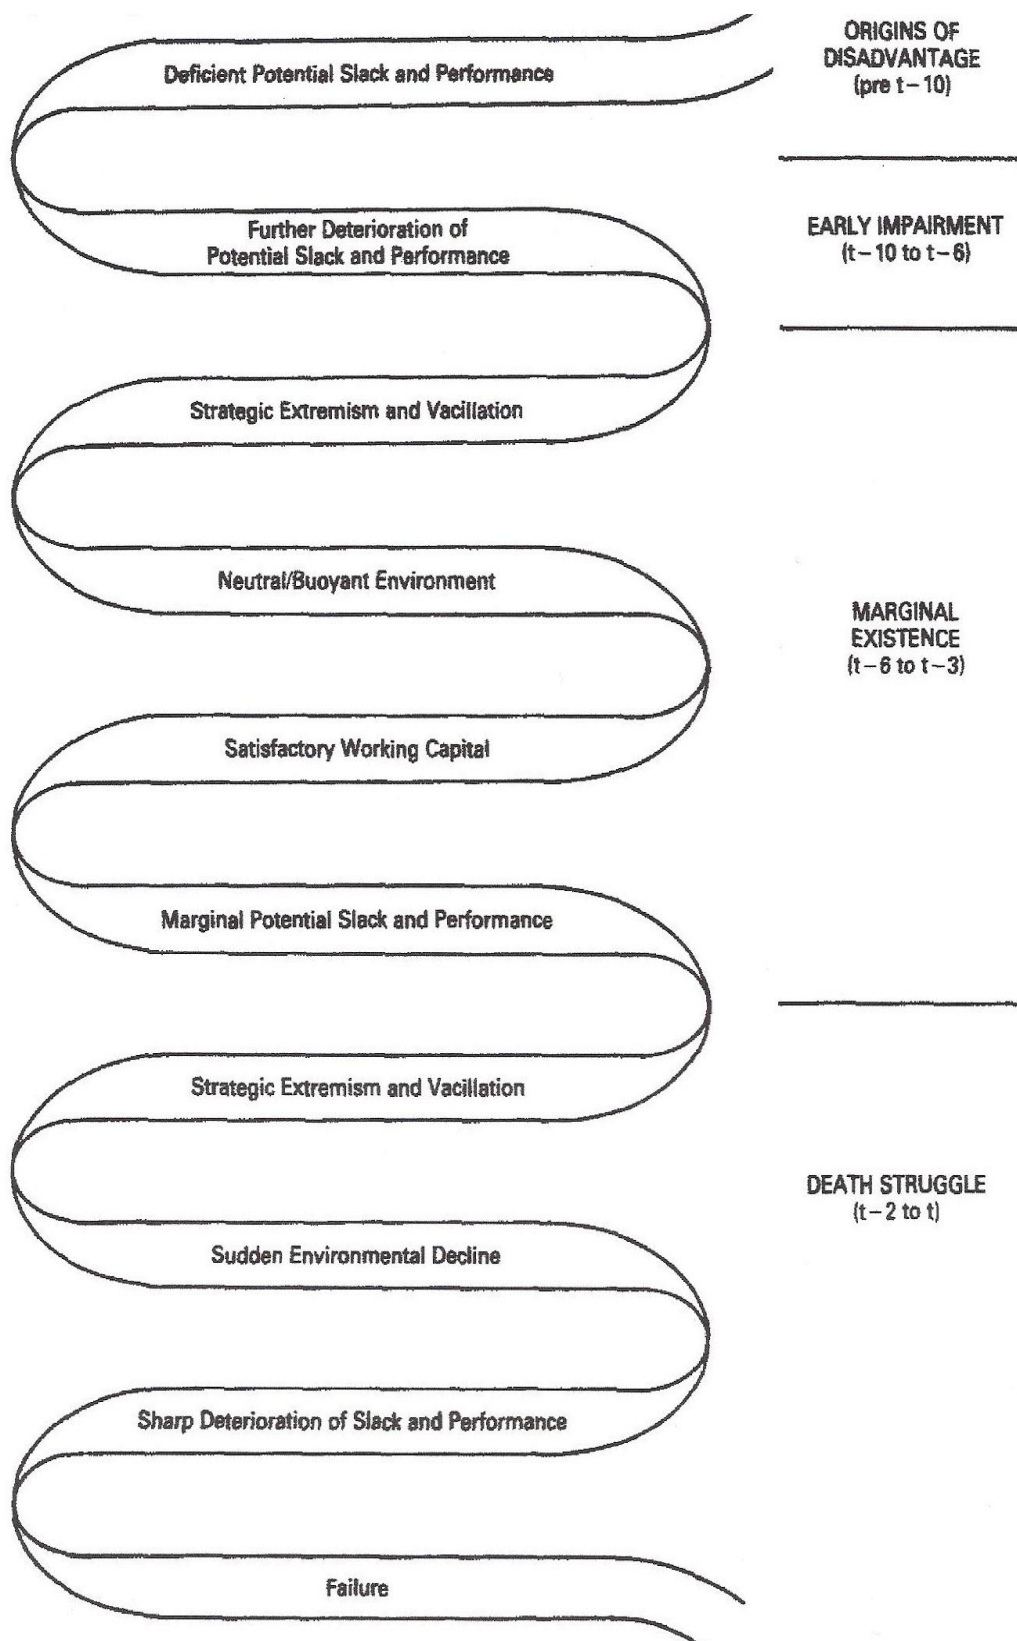 Deficient Potential Slack and Performance
ORIGINS OF
DISADVANTAGE
(pre t–10)
Further Deterioration of
Potential Slack and Performance
EARLY IMPAIRMENT
(t–10 to t–6)
Strategic Extremism and Vacillation
Neutral/Buoyant Environment
Satisfactory Working Capital
Marginal Potential Slack and Performance
MARGINAL
EXISTENCE
(t–6 to t–3)
Strategic Extremism and Vacillation
Sudden Environmental Decline
Sharp Deterioration of Slack and Performance
Failure
DEATH STRUGGLE
(t–2 to t)